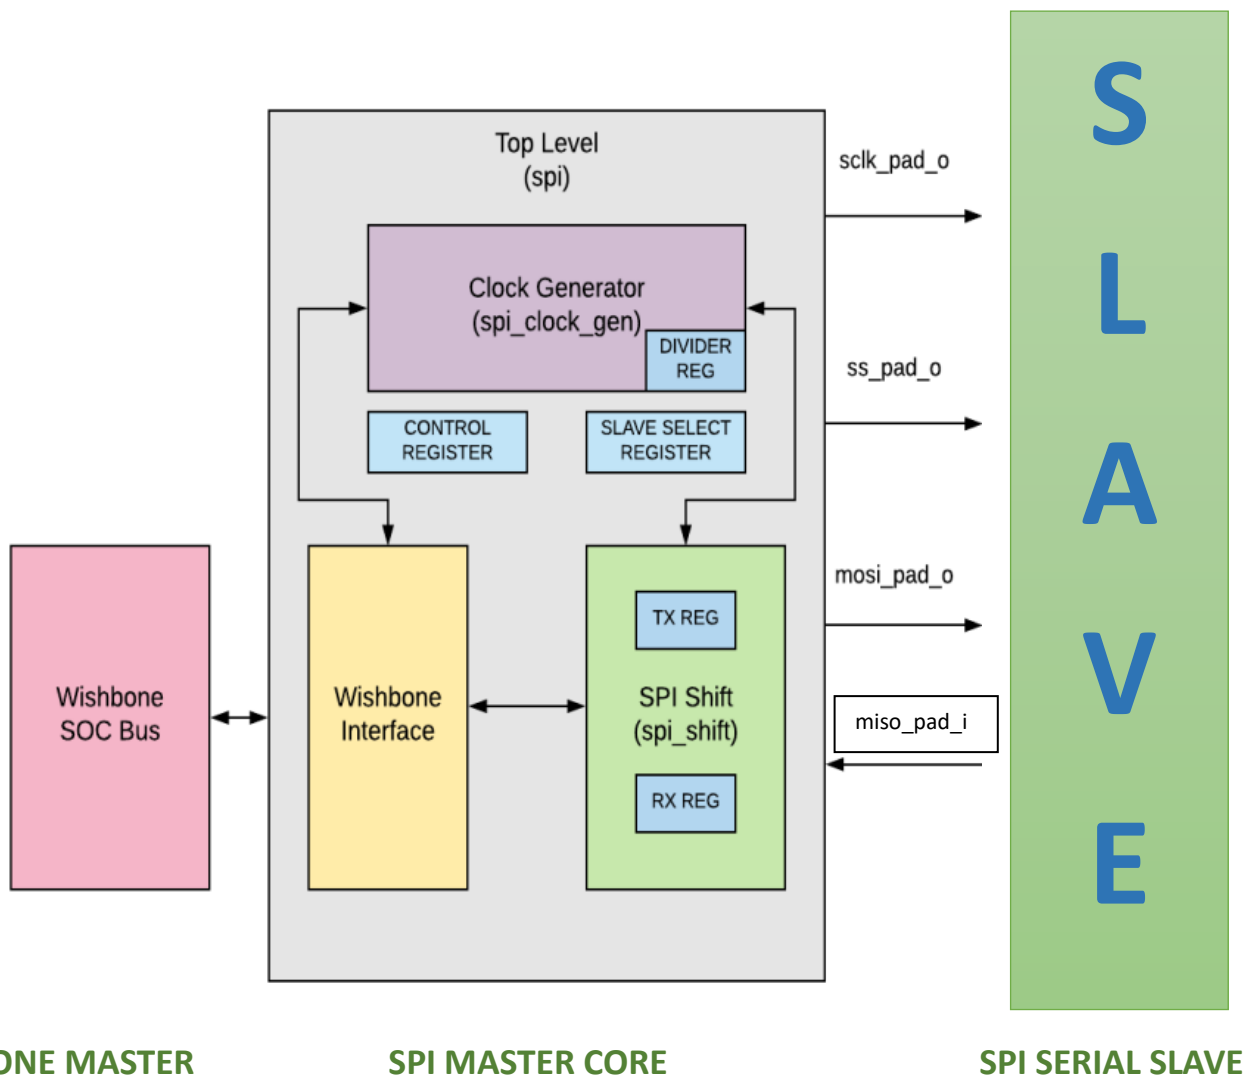 Top Level
(spi)
Clock Generator
(spi_clock_gen)
DIVIDER
REG
CONTROL
REGISTER
SLAVE SELECT
REGISTER
Wishbone
SOC Bus
Wishbone
Interface
TX REG
SPI Shift
(spi_shift)
RX REG
sclk_pad_o
ss_pad_o
mosi_pad_o
miso_pad_i
S
L
A
V
E
ONE MASTER
SPI MASTER CORE
SPI SERIAL SLAVE